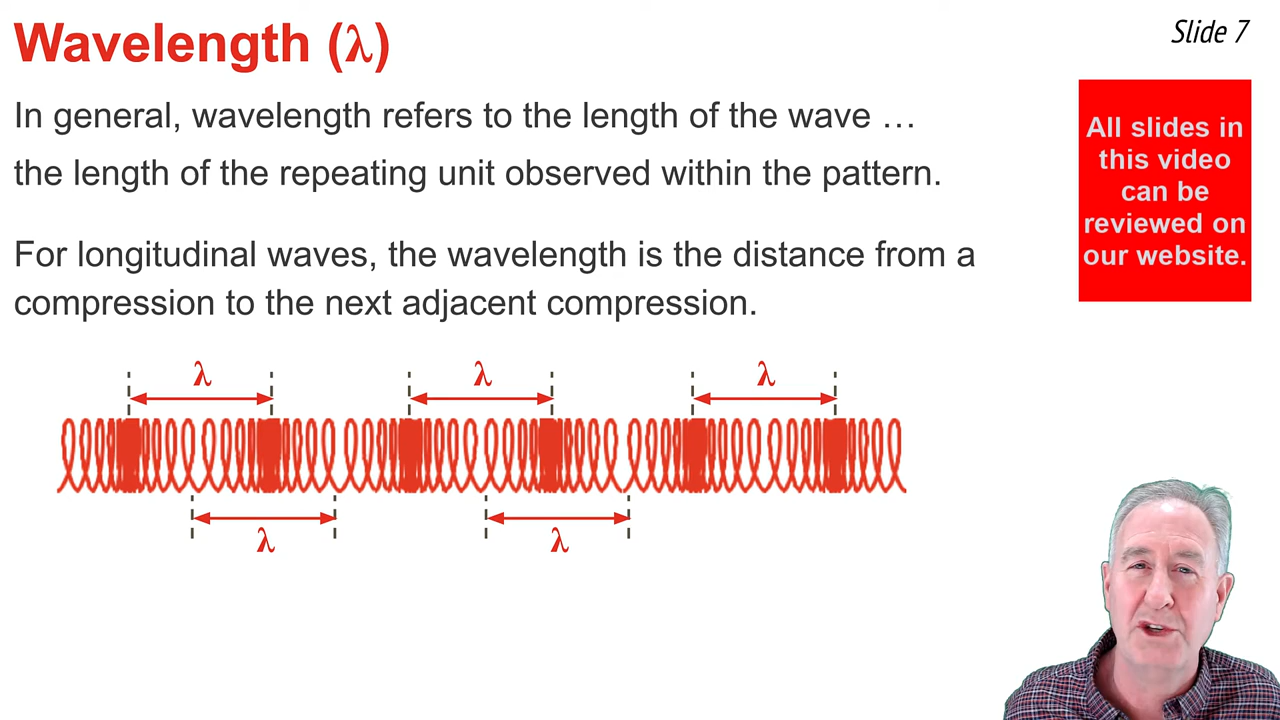 Wavelength (λ)
Slide 7
In general, wavelength refers to the length of the wave …
the length of the repeating unit observed within the pattern.
For longitudinal waves, the wavelength is the distance from a
compression to the next adjacent compression.
All slides in
this video
can be
reviewed on
our website.
λ λ λ
λ λ